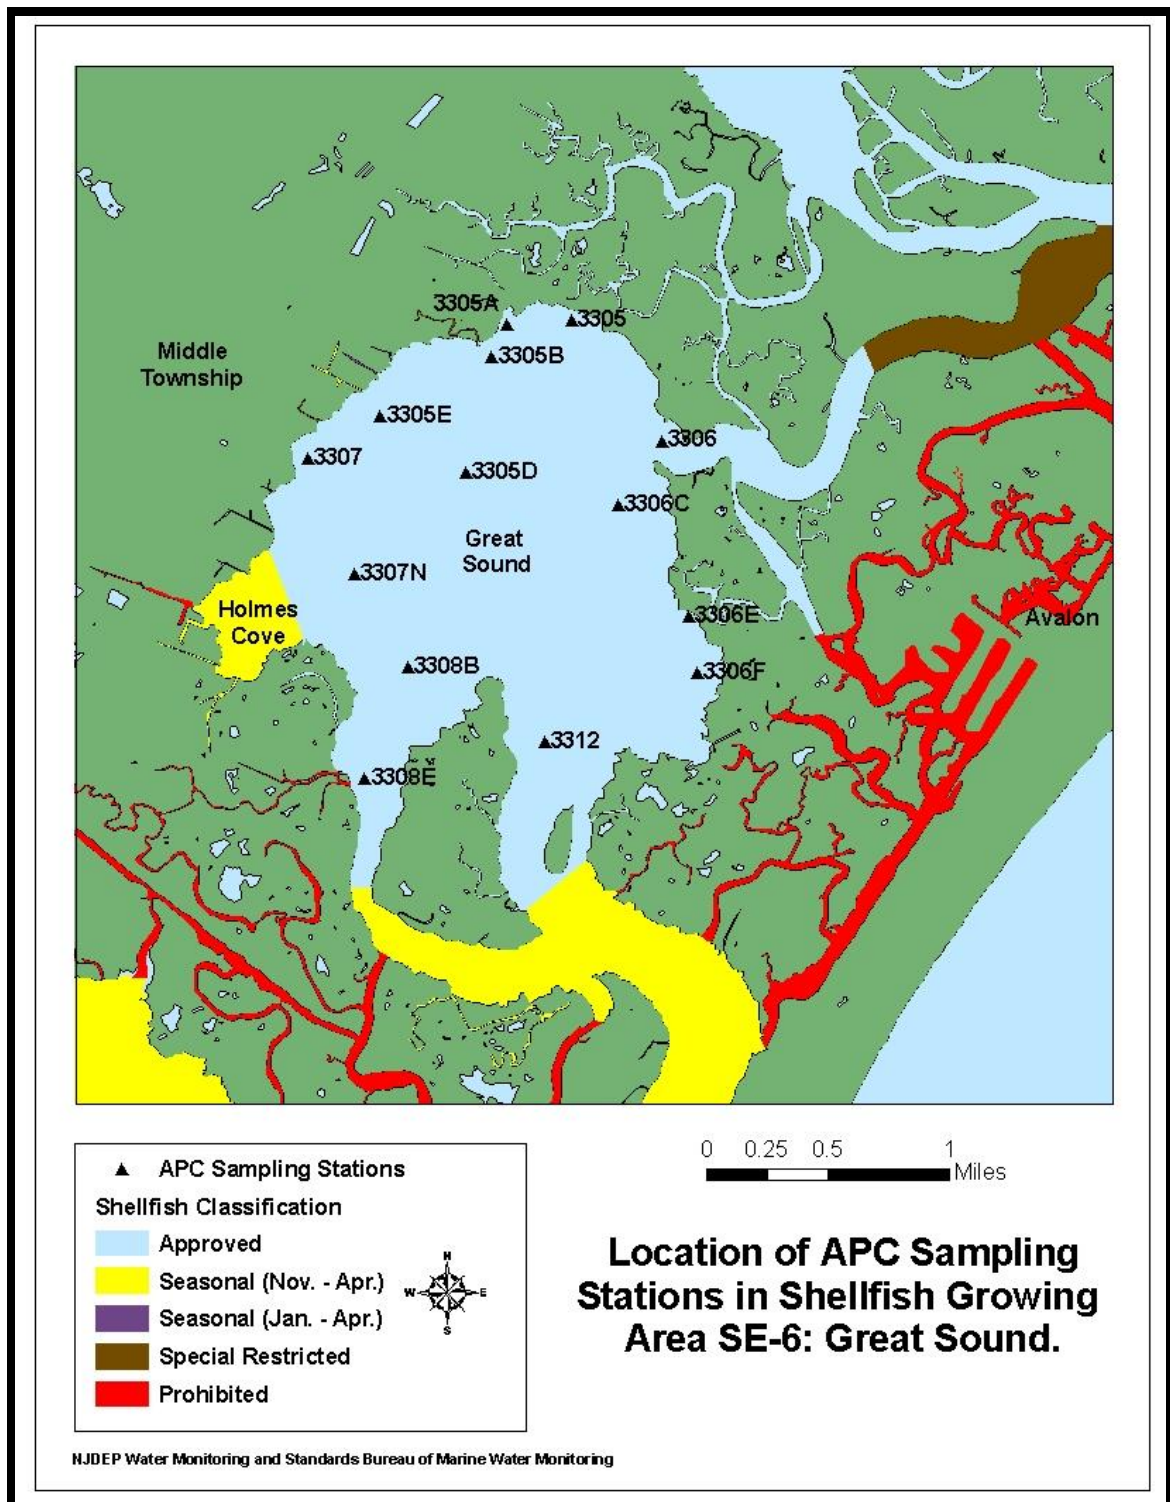 3305A
3305
3305B
Middle
Township
3305E
3306
3307
3305D
3306C
Great
Sound
3307N
Holmes
Cove
3306E
Avalon
3308B
3306F
3312
3308E
APC Sampling Stations
Shellfish Classification
Approved
Seasonal (Nov. - Apr.)
Seasonal (Jan. - Apr.)
Special Restricted
Prohibited
N
W E
S
0 0.25 0.5 1
Miles
Location of APC Sampling
Stations in Shellfish Growing
Area SE-6: Great Sound.
NJDEP Water Monitoring and Standards Bureau of Marine Water Monitoring